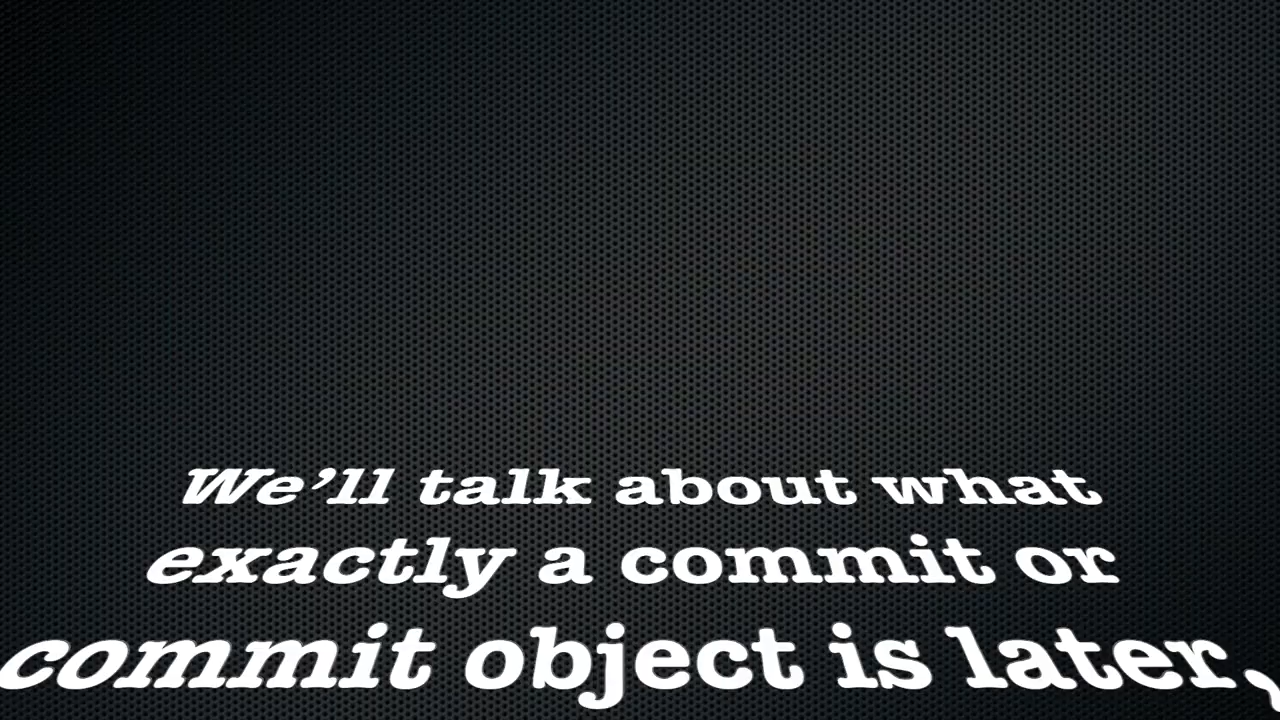 We’ll talk about what
exactly a commit or
commit object is later,